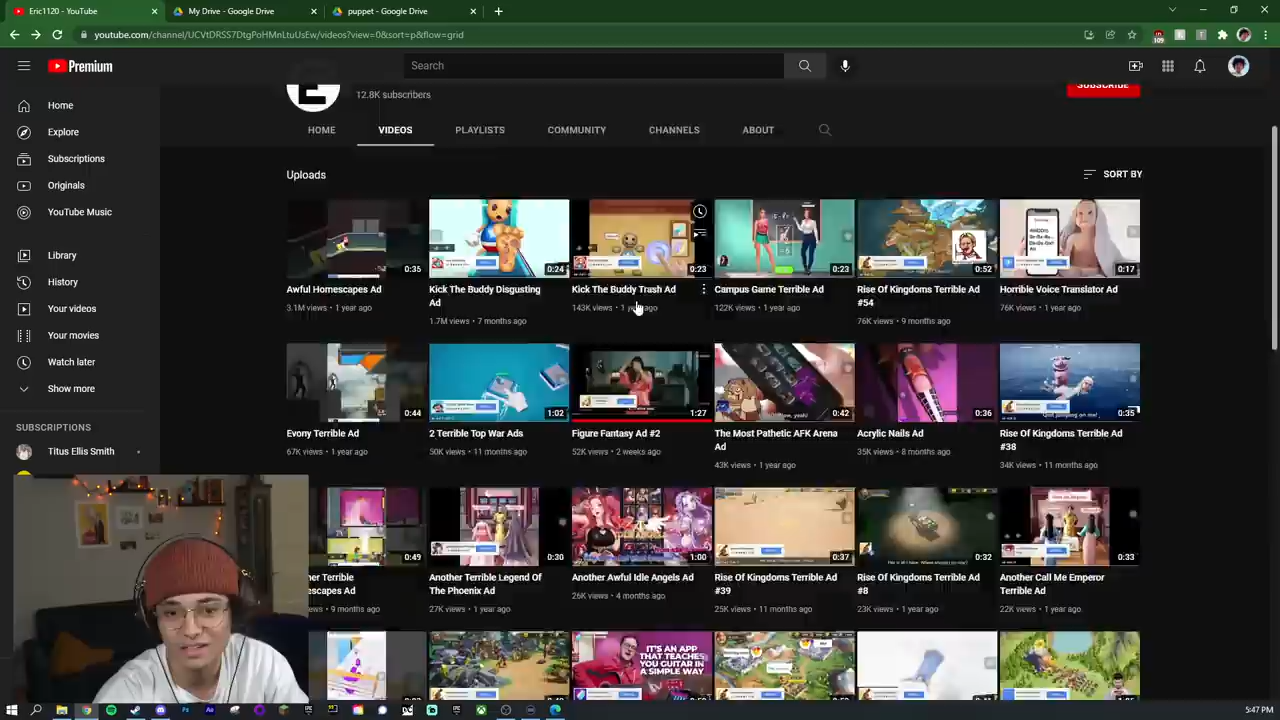 Eric1120 - YouTube
My Drive - Google Drive
puppet - Google Drive
youtube.com/channel/UCVtDRSS7DtgPoHMnLtuUsEw/videos?view=0&sort=p&flow=grid
109
Premium
Search
12.8K subscribers
SUBSCRIBE
Home
Explore
Subscriptions
Originals
YouTube Music
Library
History
Your videos
Your movies
Watch later
Show more
SUBSCRIPTIONS
Titus Ellis Smith
HOME
VIDEOS
PLAYLISTS
COMMUNITY
CHANNELS
ABOUT
Uploads
SORT BY
0:35
0:24
0:23
0:23
0:52
0:17
Awful Homescapes Ad
3.1M views • 1 year ago
Kick The Buddy Disgusting
Ad
1.7M views • 7 months ago
Kick The Buddy Trash Ad
143K views • 1 year ago
Campus Game Terrible Ad
122K views • 1 year ago
Rise Of Kingdoms Terrible Ad
#54
76K views • 9 months ago
Horrible Voice Translator Ad
76K views • 1 year ago
0:44
1:02
1:27
0:42
0:36
0:35
Evony Terrible Ad
67K views • 1 year ago
2 Terrible Top War Ads
50K views • 11 months ago
Figure Fantasy Ad #2
52K views • 2 weeks ago
The Most Pathetic AFK Arena
Ad
43K views • 1 year ago
Acrylic Nails Ad
35K views • 8 months ago
Rise Of Kingdoms Terrible Ad
#38
34K views • 11 months ago
0:49
0:30
1:00
0:37
0:32
0:33
her Terrible
escapes Ad
• 9 months ago
Another Terrible Legend Of
The Phoenix Ad
27K views • 1 year ago
Another Awful Idle Angels Ad
26K views • 4 months ago
Rise Of Kingdoms Terrible Ad
#39
25K views • 11 months ago
Rise Of Kingdoms Terrible Ad
#8
23K views • 1 year ago
Another Call Me Emperor
Terrible Ad
22K views • 1 year ago
IT'S AN APP
THAT TEACHES
YOU GUITAR IN
A SIMPLE WAY
5:47 PM